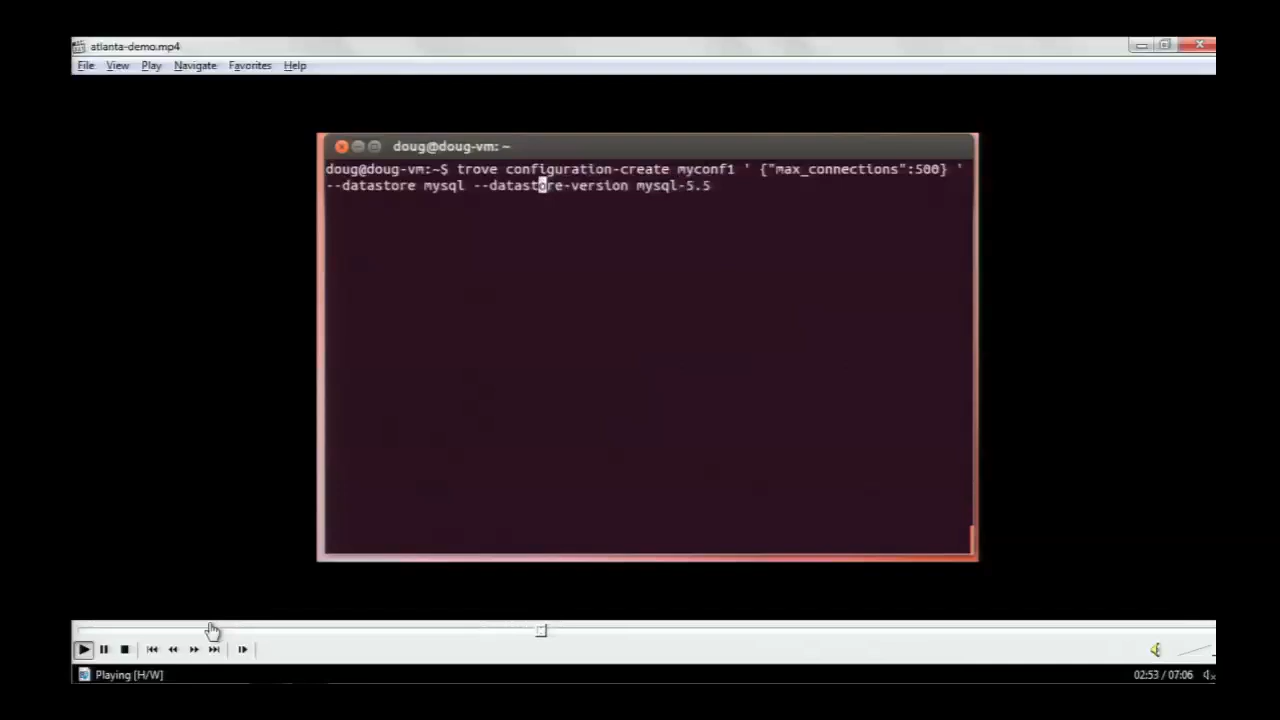 atlanta-demo.mp4
File View Play Navigate Favorites Help
doug@doug-vm: ~
doug@doug-vm:~$ trove configuration-create myconf1 ' {"max_connections":500} '
--datastore mysql --datastore-version mysql-5.5
Playing [H/W]
02:53 / 07:06